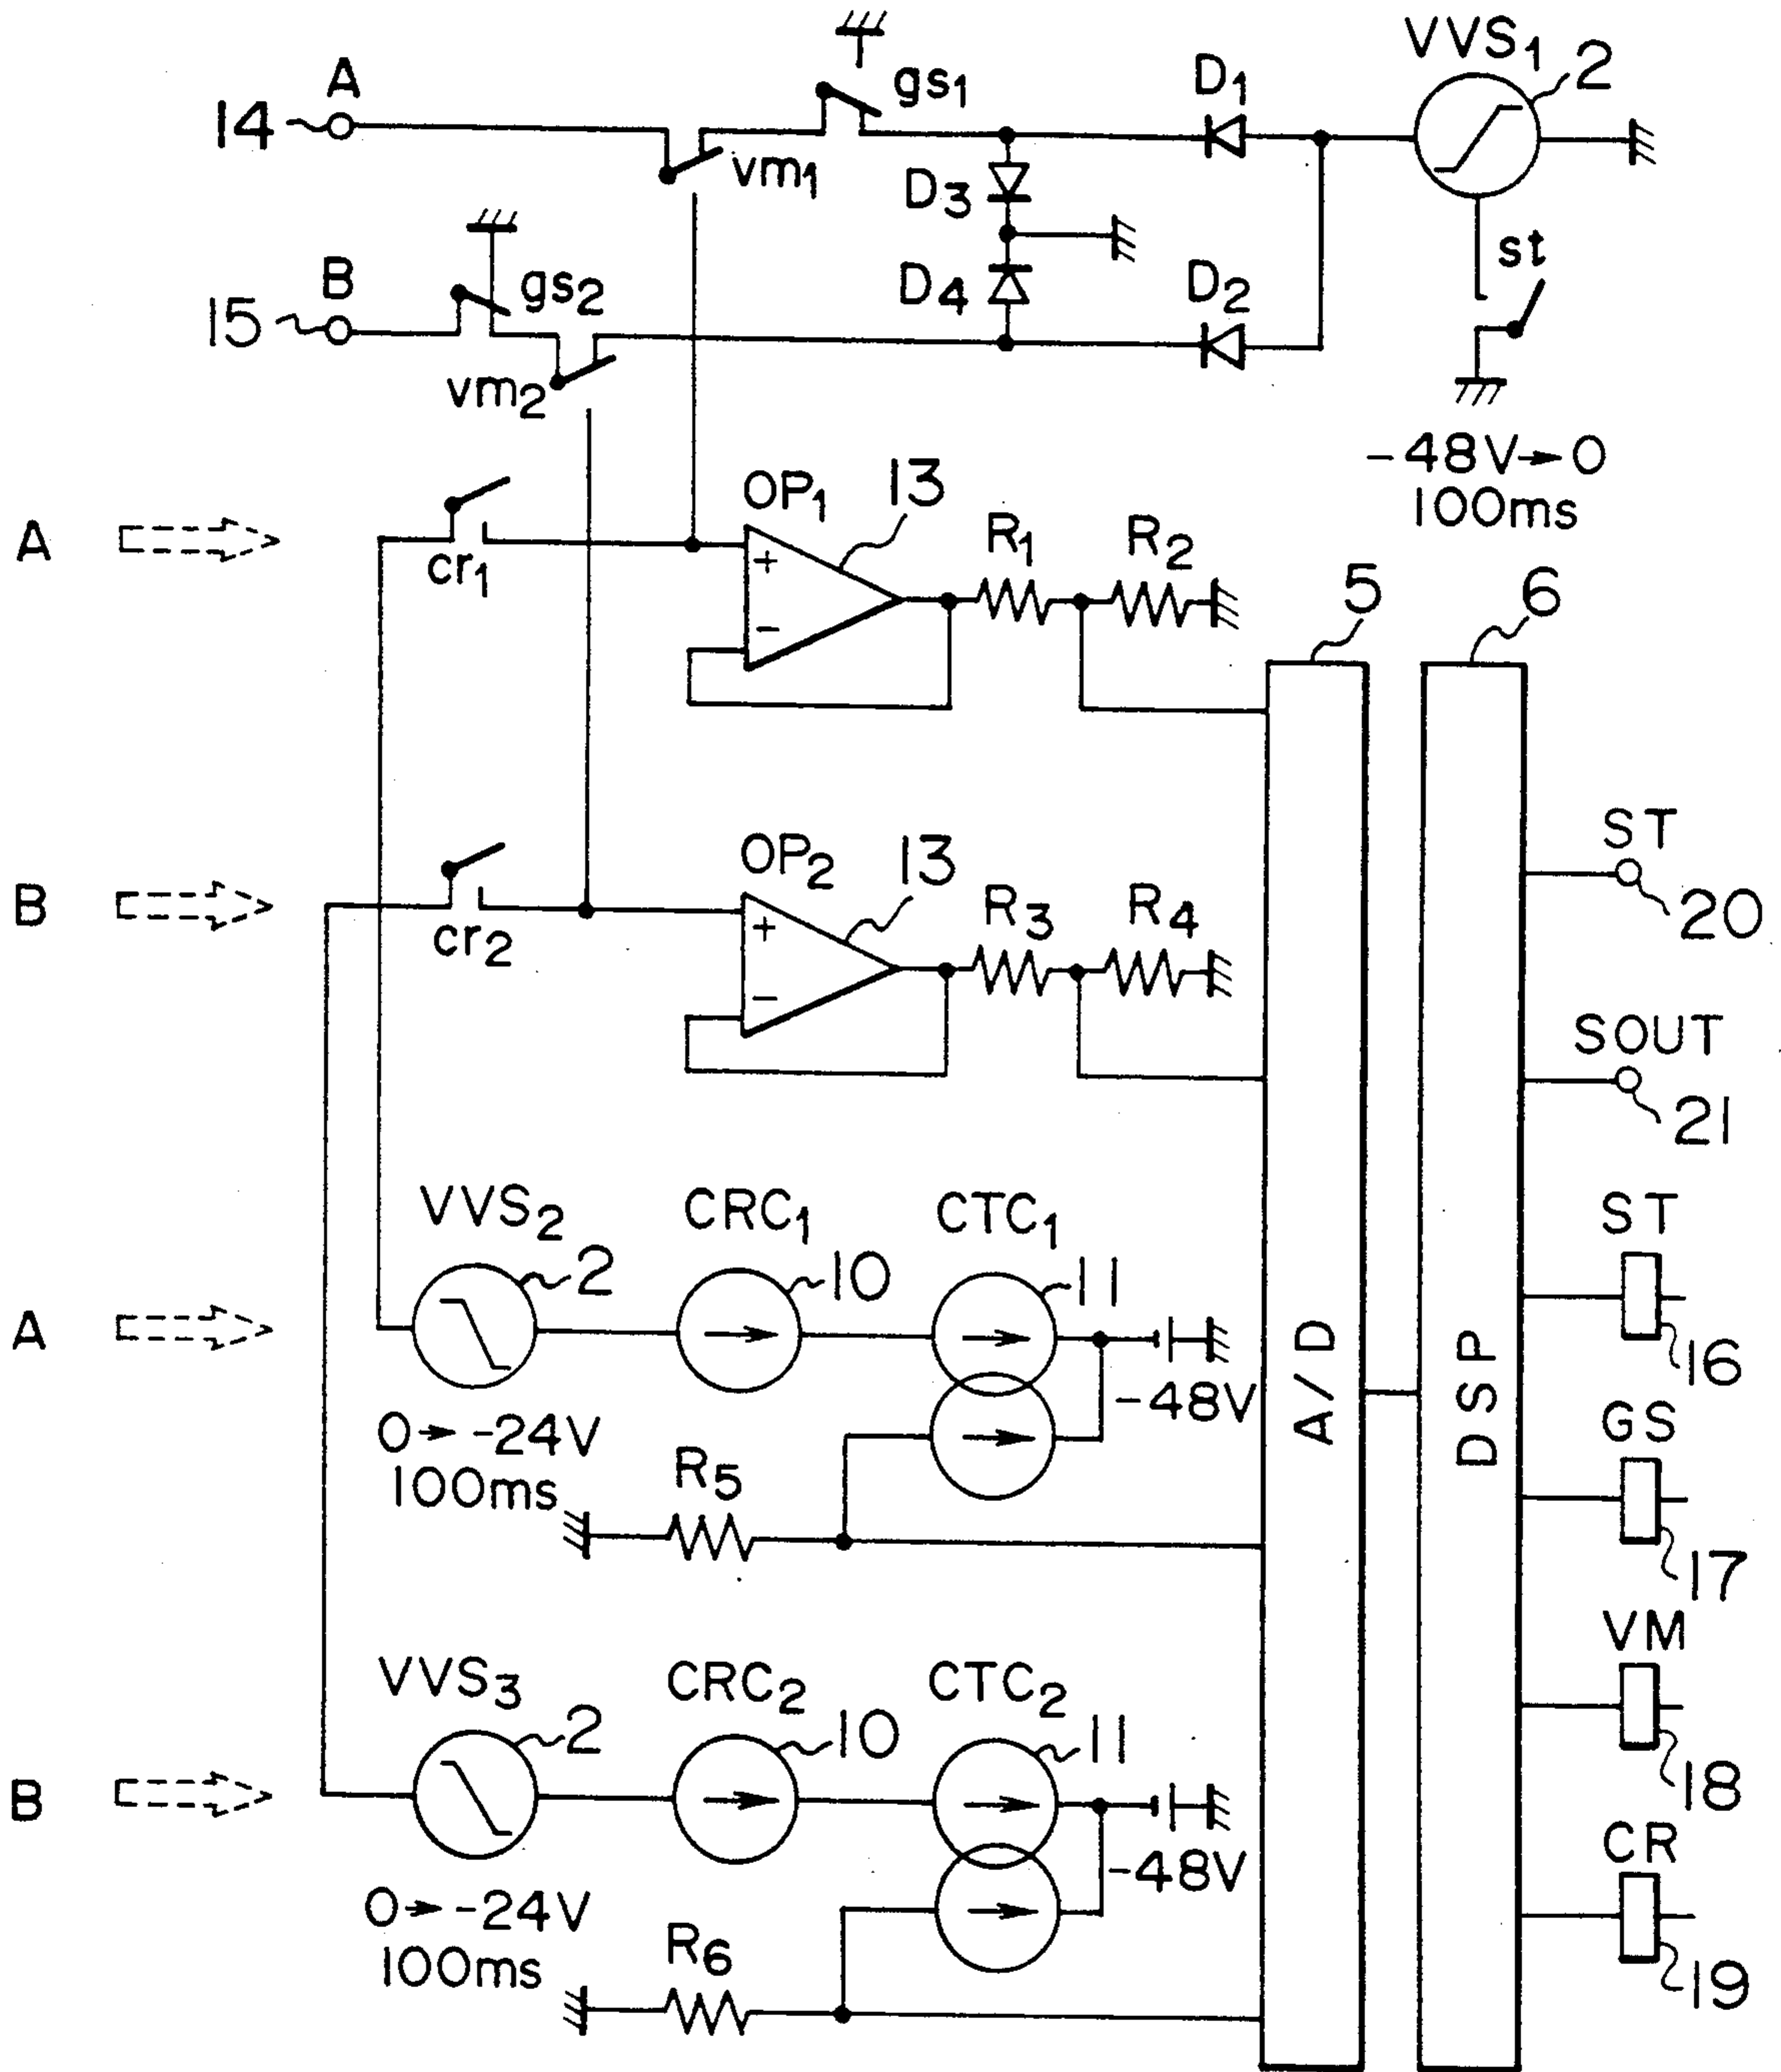 VVS₁ 2
A
gs₁
D₁
14
vm₁
D₃
st
B
gs₂
D₄
D₂
15
vm₂
-48V→0
100ms
OP₁ 13
R₁ R₂
A
cr₁
+
-
5 6
ST
20
OP₂ 13
R₃ R₄
B
cr₂
+
-
SOUT
21
VVS₂ 2
CRC₁ 10
CTC₁ 11
ST
16
A
-48V
A/D
DSP
0→-24V
100ms
R₅
GS
17
VM
18
VVS₃ 2
CRC₂ 10
CTC₂ 11
B
-48V
CR
19
0→-24V
100ms
R₆